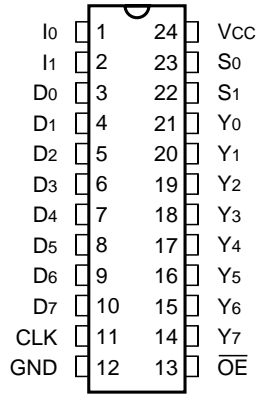 I0 1 24 VCC
I1 2 23 S0
D0 3 22 S1
D1 4 21 Y0
D2 5 20 Y1
D3 6 19 Y2
D4 7 18 Y3
D5 8 17 Y4
D6 9 16 Y5
D7 10 15 Y6
CLK 11 14 Y7
GND 12 13 O̅E̅